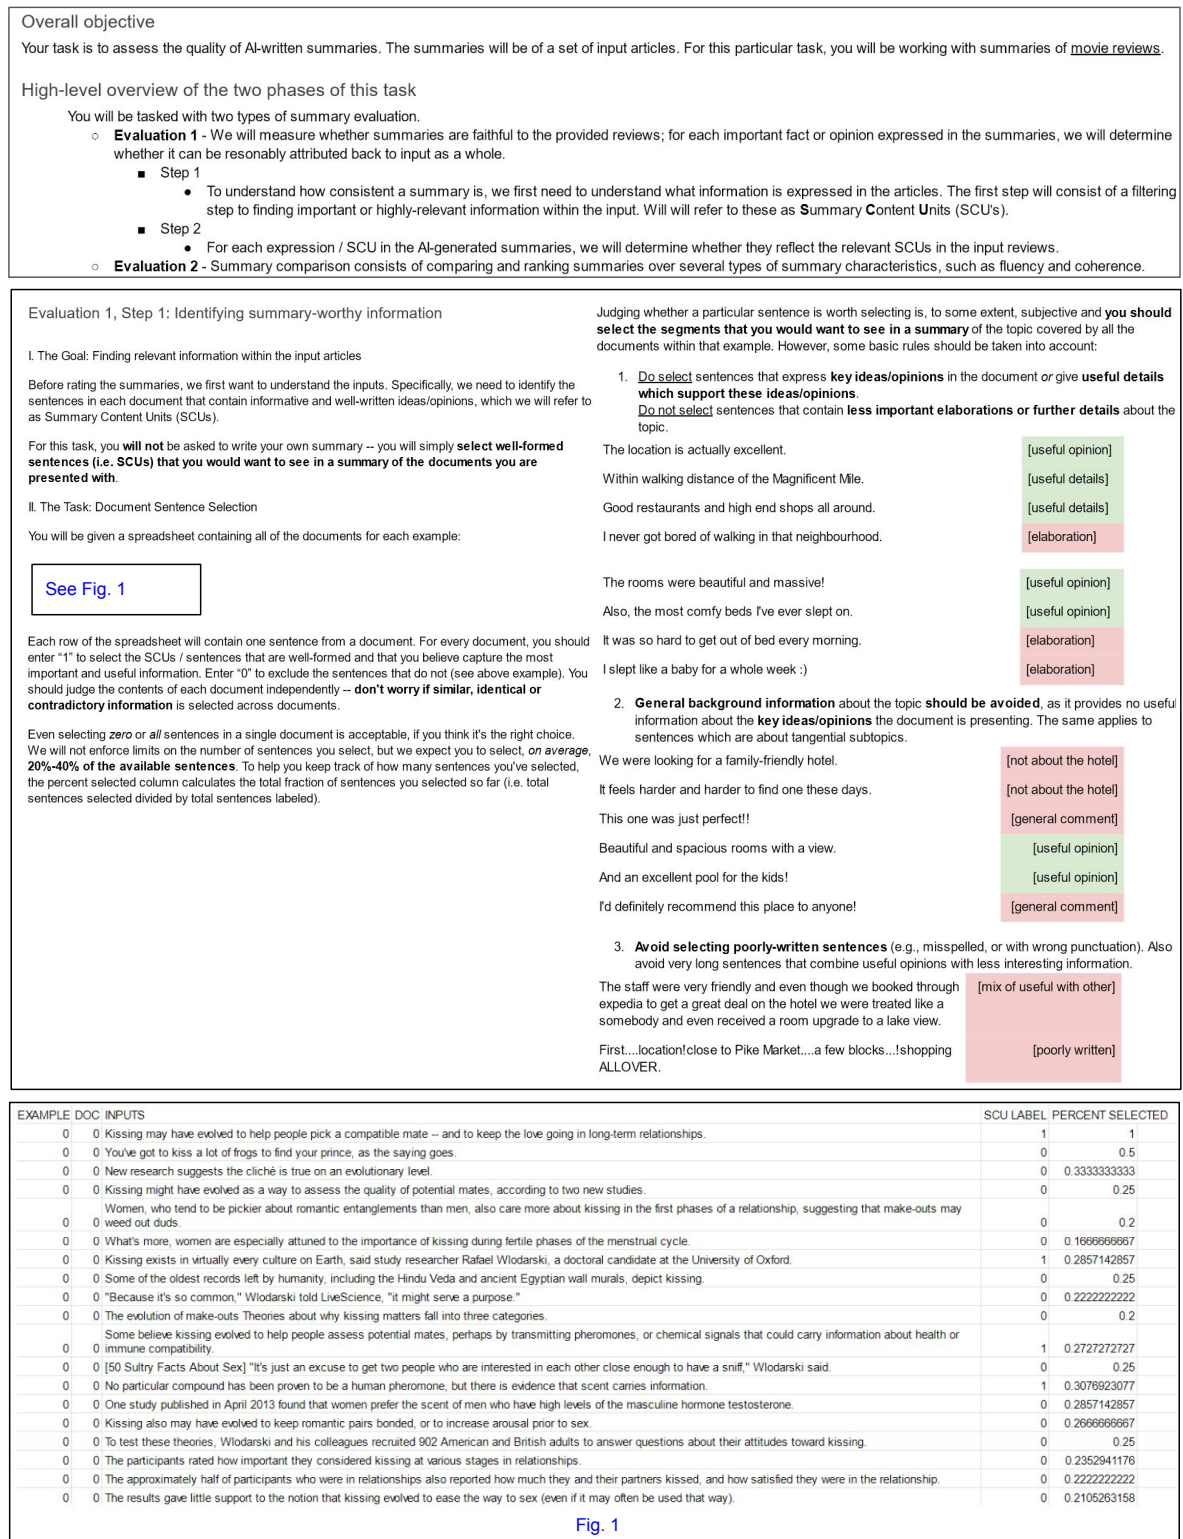 Overall objective
Your task is to assess the quality of AI-written summaries. The summaries will be of a set of input articles. For this particular task, you will be working with summaries of movie reviews.
High-level overview of the two phases of this task
You will be tasked with two types of summary evaluation.
○ Evaluation 1 - We will measure whether summaries are faithful to the provided reviews; for each important fact or opinion expressed in the summaries, we will determine
whether it can be resonably attributed back to input as a whole.
■ Step 1
● To understand how consistent a summary is, we first need to understand what information is expressed in the articles. The first step will consist of a filtering
step to finding important or highly-relevant information within the input. Will will refer to these as Summary Content Units (SCU's).
■ Step 2
● For each expression / SCU in the AI-generated summaries, we will determine whether they reflect the relevant SCUs in the input reviews.
○ Evaluation 2 - Summary comparison consists of comparing and ranking summaries over several types of summary characteristics, such as fluency and coherence.
Evaluation 1, Step 1: Identifying summary-worthy information
I. The Goal: Finding relevant information within the input articles
Before rating the summaries, we first want to understand the inputs. Specifically, we need to identify the
sentences in each document that contain informative and well-written ideas/opinions, which we will refer to
as Summary Content Units (SCUs).
For this task, you will not be asked to write your own summary -- you will simply select well-formed
sentences (i.e. SCUs) that you would want to see in a summary of the documents you are
presented with.
II. The Task: Document Sentence Selection
You will be given a spreadsheet containing all of the documents for each example:
See Fig. 1
Each row of the spreadsheet will contain one sentence from a document. For every document, you should
enter "1" to select the SCUs / sentences that are well-formed and that you believe capture the most
important and useful information. Enter "0" to exclude the sentences that do not (see above example). You
should judge the contents of each document independently -- don't worry if similar, identical or
contradictory information is selected across documents.
Even selecting zero or all sentences in a single document is acceptable, if you think it's the right choice.
We will not enforce limits on the number of sentences you select, but we expect you to select, on average,
20%-40% of the available sentences. To help you keep track of how many sentences you've selected,
the percent selected column calculates the total fraction of sentences you selected so far (i.e. total
sentences selected divided by total sentences labeled).
Judging whether a particular sentence is worth selecting is, to some extent, subjective and you should
select the segments that you would want to see in a summary of the topic covered by all the
documents within that example. However, some basic rules should be taken into account:
1. Do select sentences that express key ideas/opinions in the document or give useful details
which support these ideas/opinions.
Do not select sentences that contain less important elaborations or further details about the
topic.
The location is actually excellent. [useful opinion]
Within walking distance of the Magnificent Mile. [useful details]
Good restaurants and high end shops all around. [useful details]
I never got bored of walking in that neighbourhood. [elaboration]
The rooms were beautiful and massive! [useful opinion]
Also, the most comfy beds I've ever slept on. [useful opinion]
It was so hard to get out of bed every morning. [elaboration]
I slept like a baby for a whole week :) [elaboration]
2. General background information about the topic should be avoided, as it provides no useful
information about the key ideas/opinions the document is presenting. The same applies to
sentences which are about tangential subtopics.
We were looking for a family-friendly hotel. [not about the hotel]
It feels harder and harder to find one these days. [not about the hotel]
This one was just perfect!! [general comment]
Beautiful and spacious rooms with a view. [useful opinion]
And an excellent pool for the kids! [useful opinion]
I'd definitely recommend this place to anyone! [general comment]
3. Avoid selecting poorly-written sentences (e.g., misspelled, or with wrong punctuation). Also
avoid very long sentences that combine useful opinions with less interesting information.
The staff were very friendly and even though we booked through [mix of useful with other]
expedia to get a great deal on the hotel we were treated like a
somebody and even received a room upgrade to a lake view.
First....location!close to Pike Market....a few blocks...!shopping [poorly written]
ALLOVER.
EXAMPLE DOC INPUTS SCU LABEL PERCENT SELECTED
0 0 Kissing may have evolved to help people pick a compatible mate -- and to keep the love going in long-term relationships. 1 1
0 0 You've got to kiss a lot of frogs to find your prince, as the saying goes. 0 0.5
0 0 New research suggests the cliché is true on an evolutionary level. 0 0.3333333333
0 0 Kissing might have evolved as a way to assess the quality of potential mates, according to two new studies. 0 0.25
Women, who tend to be pickier about romantic entanglements than men, also care more about kissing in the first phases of a relationship, suggesting that make-outs may
0 0 weed out duds. 0 0.2
0 0 What's more, women are especially attuned to the importance of kissing during fertile phases of the menstrual cycle. 0 0.1666666667
0 0 Kissing exists in virtually every culture on Earth, said study researcher Rafael Wlodarski, a doctoral candidate at the University of Oxford. 1 0.2857142857
0 0 Some of the oldest records left by humanity, including the Hindu Veda and ancient Egyptian wall murals, depict kissing. 0 0.25
0 0 "Because it's so common," Wlodarski told LiveScience, "it might serve a purpose." 0 0.2222222222
0 0 The evolution of make-outs Theories about why kissing matters fall into three categories. 0 0.2
Some believe kissing evolved to help people assess potential mates, perhaps by transmitting pheromones, or chemical signals that could carry information about health or
0 0 immune compatibility. 1 0.2727272727
0 0 [50 Sultry Facts About Sex] "It's just an excuse to get two people who are interested in each other close enough to have a sniff," Wlodarski said. 0 0.25
0 0 No particular compound has been proven to be a human pheromone, but there is evidence that scent carries information. 1 0.3076923077
0 0 One study published in April 2013 found that women prefer the scent of men who have high levels of the masculine hormone testosterone. 0 0.2857142857
0 0 Kissing also may have evolved to keep romantic pairs bonded, or to increase arousal prior to sex. 0 0.2666666667
0 0 To test these theories, Wlodarski and his colleagues recruited 902 American and British adults to answer questions about their attitudes toward kissing. 0 0.25
0 0 The participants rated how important they considered kissing at various stages in relationships. 0 0.2352941176
0 0 The approximately half of participants who were in relationships also reported how much they and their partners kissed, and how satisfied they were in the relationship. 0 0.2222222222
0 0 The results gave little support to the notion that kissing evolved to ease the way to sex (even if it may often be used that way). 0 0.2105263158
Fig. 1